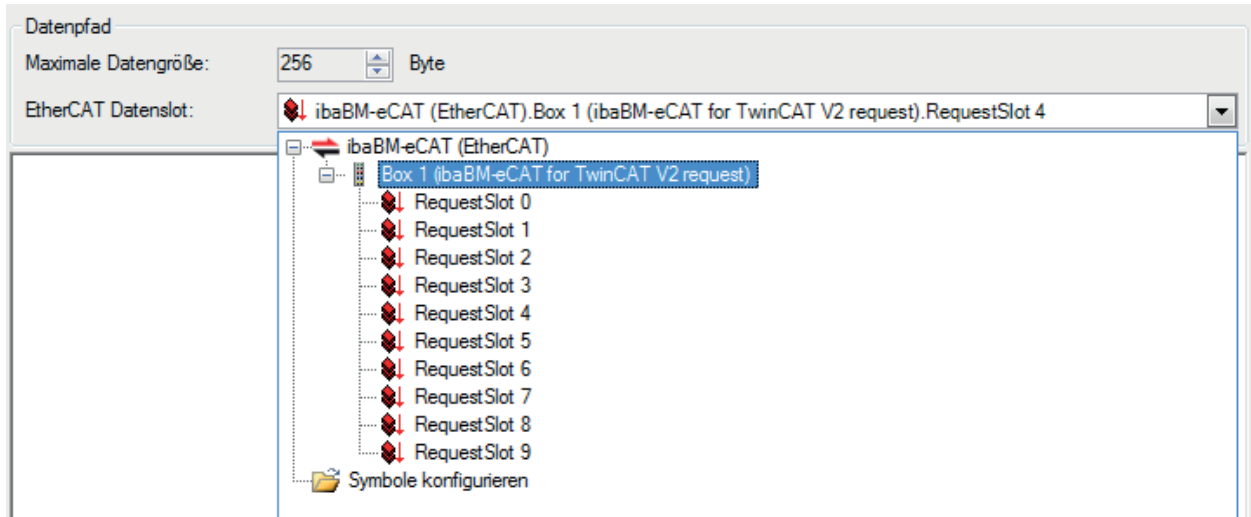 Datenpfad
Maximale Datengröße: 256 Byte
EtherCAT Datenslot: ibaBM-eCAT (EtherCAT).Box 1 (ibaBM-eCAT for TwinCAT V2 request).RequestSlot 4
ibaBM-eCAT (EtherCAT)
Box 1 (ibaBM-eCAT for TwinCAT V2 request)
RequestSlot 0
RequestSlot 1
RequestSlot 2
RequestSlot 3
RequestSlot 4
RequestSlot 5
RequestSlot 6
RequestSlot 7
RequestSlot 8
RequestSlot 9
Symbole konfigurieren